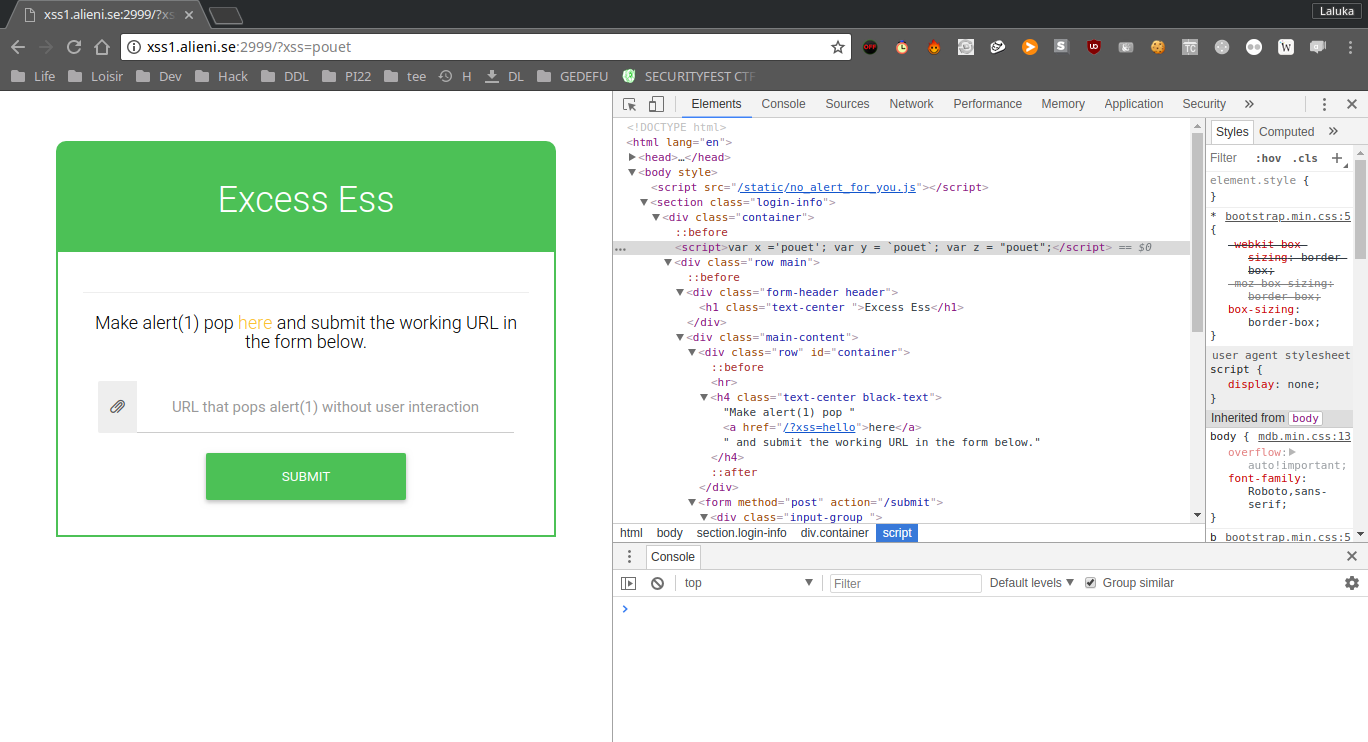 xss1.alieni.se:2999/?xs
Laluka
xss1.alieni.se:2999/?xss=pouet
Life Loisir Dev Hack DDL PI22 tee H DL GEDEFU SECURITYFEST CTF
Elements Console Sources Network Performance Memory Application Security
Excess Ess
Make alert(1) pop here and submit the working URL in
the form below.
URL that pops alert(1) without user interaction
SUBMIT
<!DOCTYPE html>
<html lang="en">
<head>…</head>
<body style>
<script src="/static/no_alert_for_you.js"></script>
<section class="login-info">
<div class="container">
::before
<script>var x ='pouet'; var y = `pouet`; var z = "pouet";</script> == $0
<div class="row main">
::before
<div class="form-header header">
<h1 class="text-center ">Excess Ess</h1>
</div>
<div class="main-content">
<div class="row" id="container">
::before
<hr>
<h4 class="text-center black-text">
"Make alert(1) pop "
<a href="/?xss=hello">here</a>
" and submit the working URL in the form below."
</h4>
::after
</div>
<form method="post" action="/submit">
<div class="input-group ">
html body section.login-info div.container script
Styles Computed
Filter :hov .cls
element.style {
}
* bootstrap.min.css:5
{
-webkit-box-
sizing: border-
box;
-moz-box-sizing:
border-box;
box-sizing:
border-box;
}
user agent stylesheet
script {
display: none;
}
Inherited from body
body { mdb.min.css:13
overflow:
auto!important;
font-family:
Roboto,sans-
serif;
}
b bootstrap.min.css:5
Console
top Filter Default levels Group similar